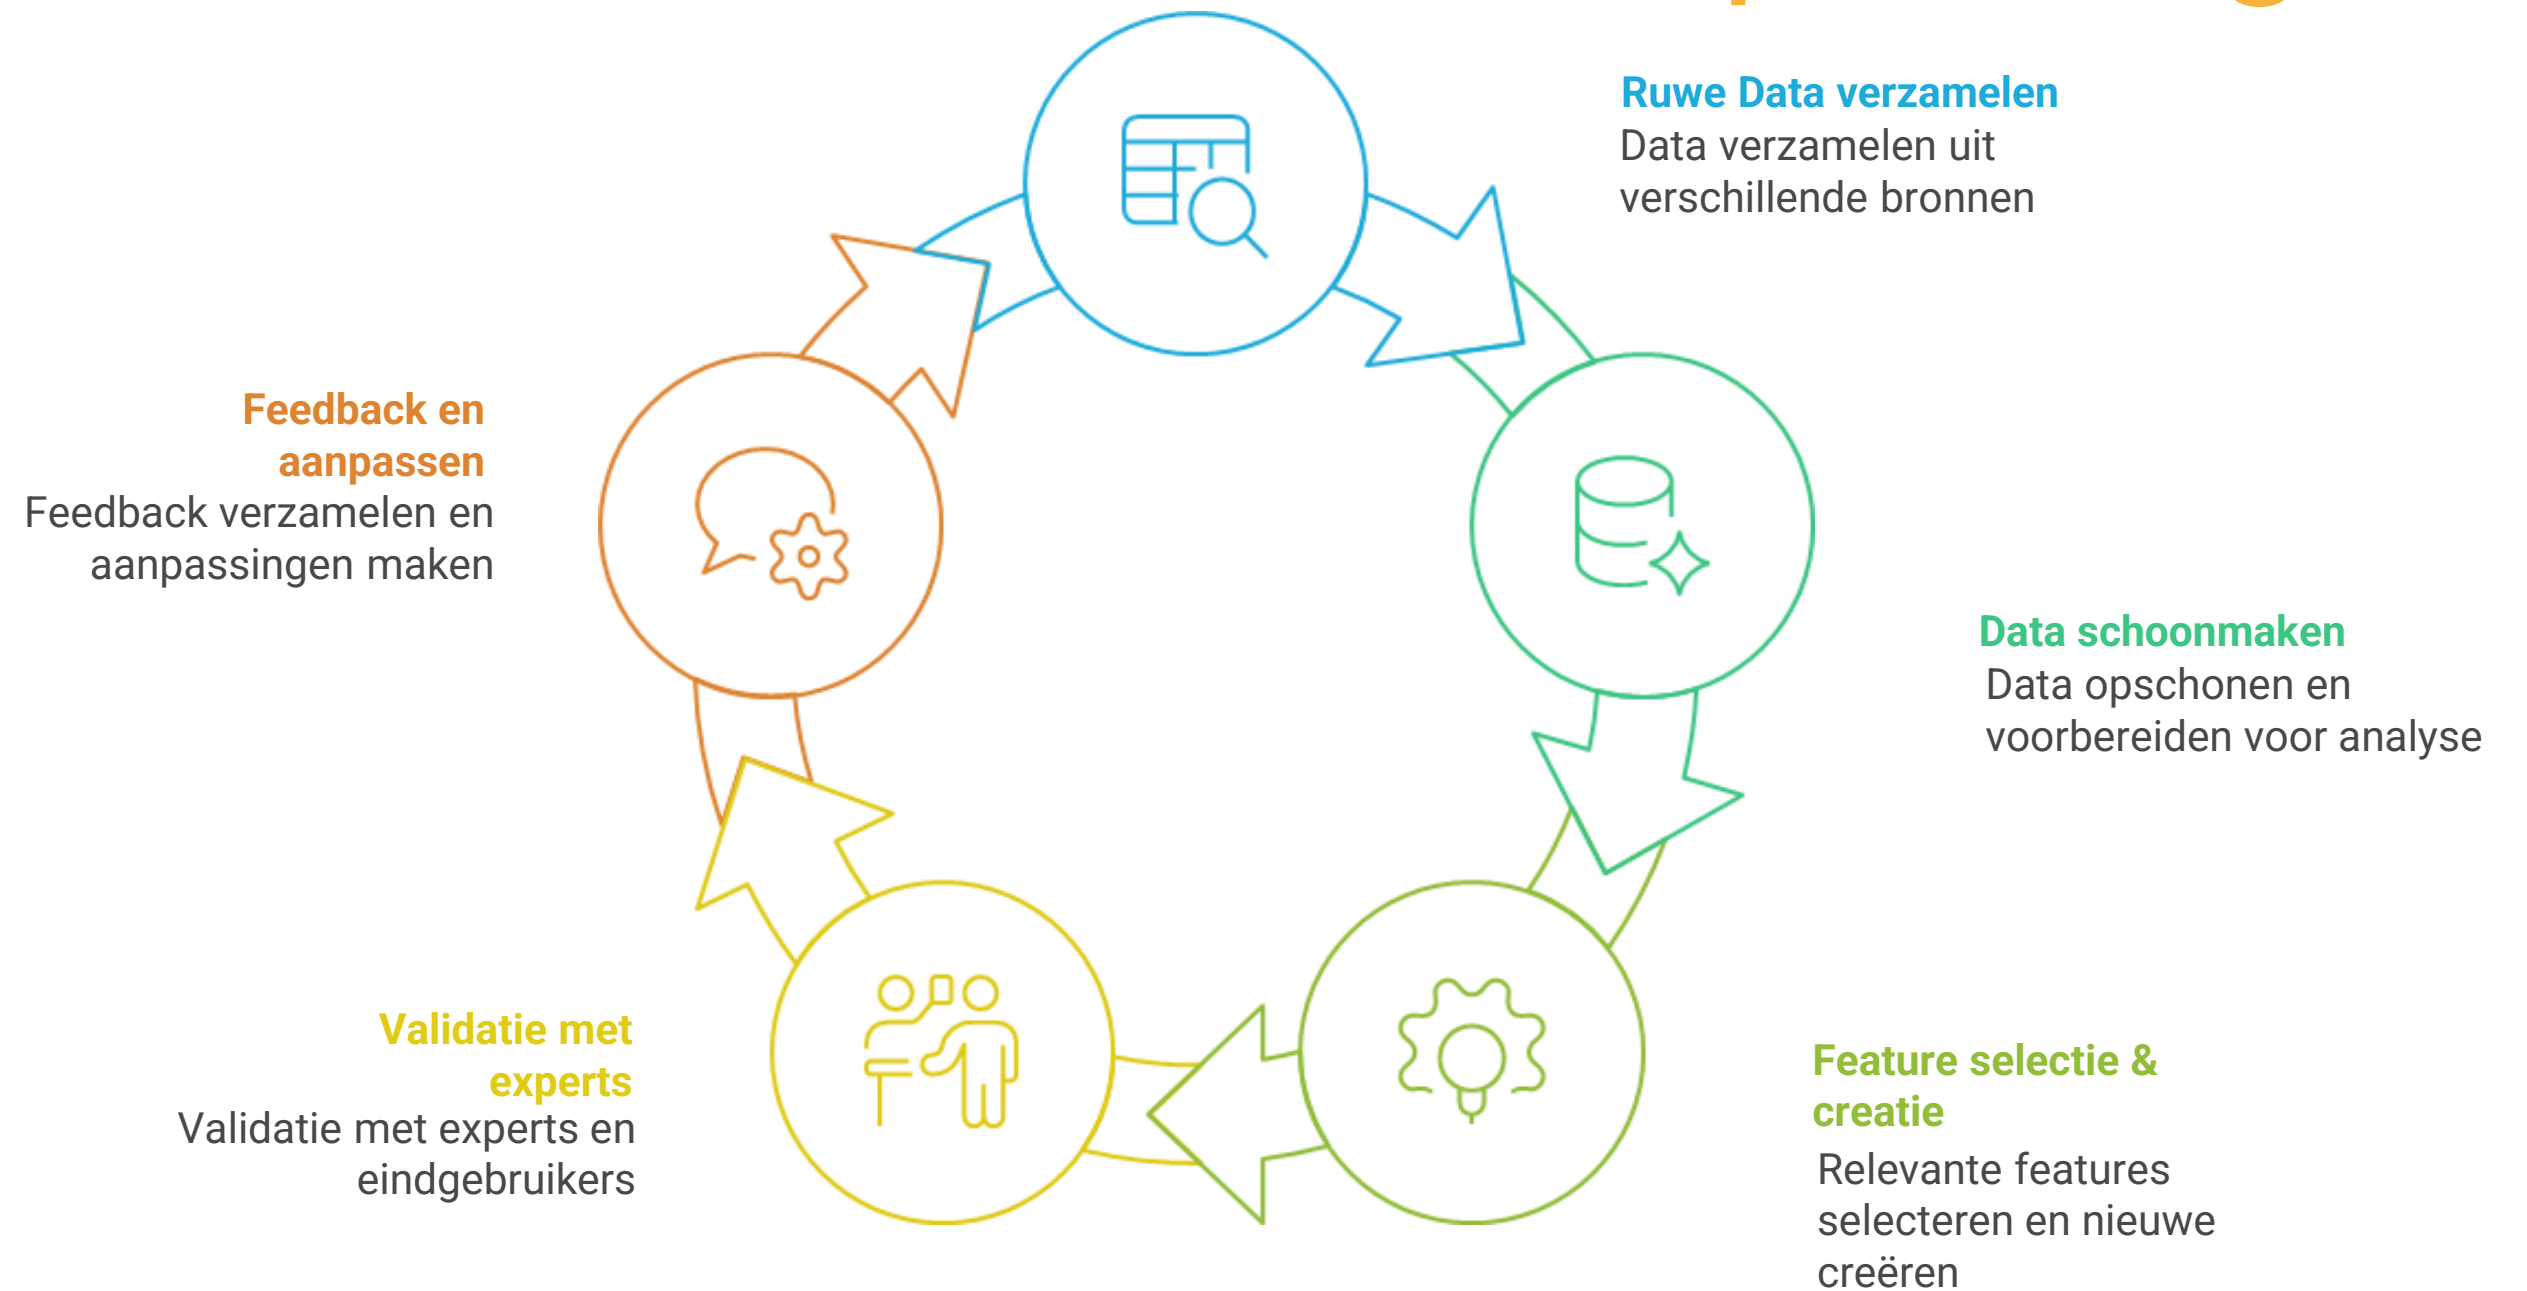 Ruwe Data verzamelen
Data verzamelen uit
verschillende bronnen
Data schoonmaken
Data opschonen en
voorbereiden voor analyse
Feature selectie &
creatie
Relevante features
selecteren en nieuwe
creëren
Validatie met
experts
Validatie met experts en
eindgebruikers
Feedback en
aanpassen
Feedback verzamelen en
aanpassingen maken